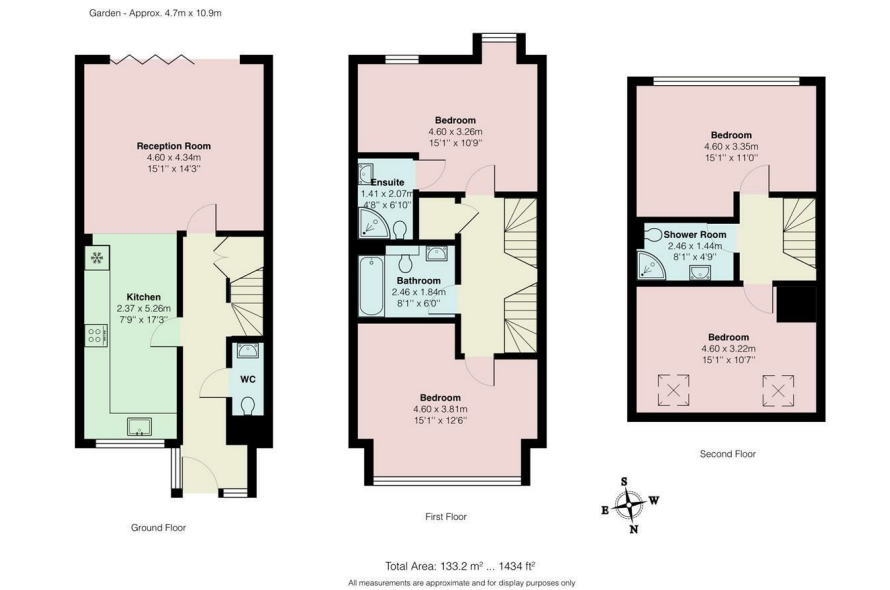 Garden - Approx. 4.7m x 10.9m
Reception Room
4.60 x 4.34m
15'1'' x 14'3''
Kitchen
2.37 x 5.26m
7'9'' x 17'3''
WC
Ground Floor
Bedroom
4.60 x 3.26m
15'1'' x 10'9''
Ensuite
1.41 x 2.07m
4'8'' x 6'10''
Bathroom
2.46 x 1.84m
8'1'' x 6'0''
Bedroom
4.60 x 3.81m
15'1'' x 12'6''
First Floor
Bedroom
4.60 x 3.35m
15'1'' x 11'0''
Shower Room
2.46 x 1.44m
8'1'' x 4'9''
Bedroom
4.60 x 3.22m
15'1'' x 10'7''
Second Floor
S
W
E
N
Total Area: 133.2 m² ... 1434 ft²
All measurements are approximate and for display purposes only